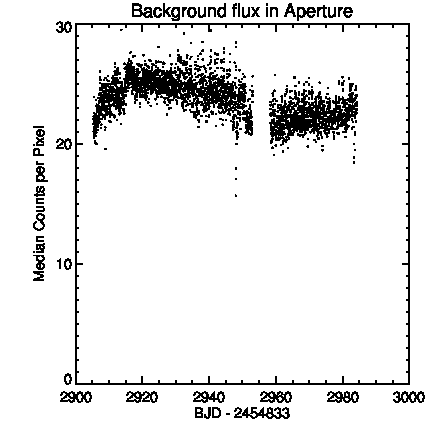 Background flux in Aperture
30
20
10
0
Median Counts per Pixel
2900 2920 2940 2960 2980 3000
BJD - 2454833